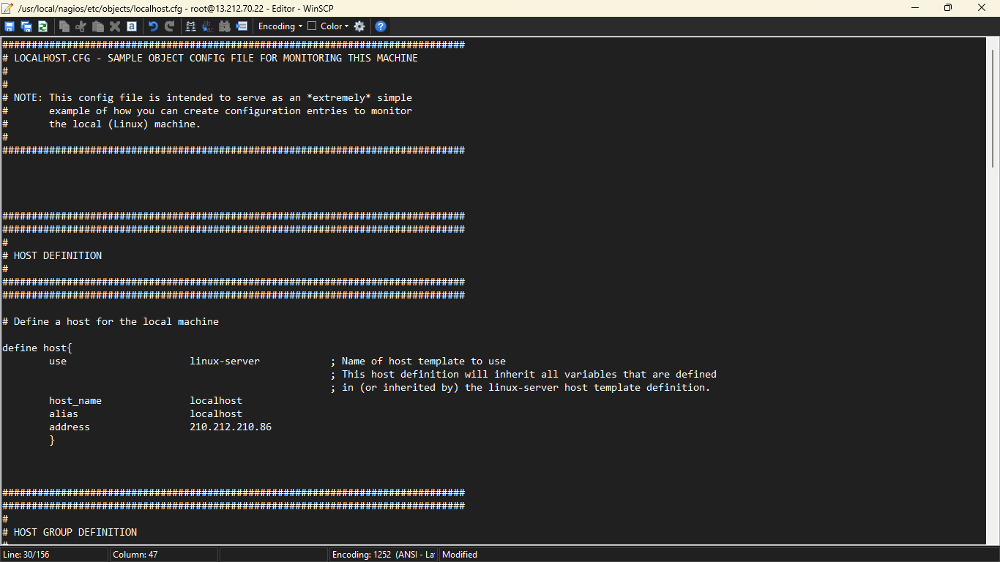 /usr/local/nagios/etc/objects/localhost.cfg - root@13.212.70.22 - Editor - WinSCP
Encoding Color
###############################################################################
# LOCALHOST.CFG - SAMPLE OBJECT CONFIG FILE FOR MONITORING THIS MACHINE
#
#
# NOTE: This config file is intended to serve as an *extremely* simple
#       example of how you can create configuration entries to monitor
#       the local (Linux) machine.
#
###############################################################################
###############################################################################
###############################################################################
#
# HOST DEFINITION
#
###############################################################################
###############################################################################
# Define a host for the local machine
define host{
        use                     linux-server            ; Name of host template to use
                                                        ; This host definition will inherit all variables that are defined
                                                        ; in (or inherited by) the linux-server host template definition.
        host_name               localhost
        alias                   localhost
        address                 210.212.210.86
        }
###############################################################################
###############################################################################
#
# HOST GROUP DEFINITION
#
Line: 30/156 Column: 47 Encoding: 1252 (ANSI - La Modified